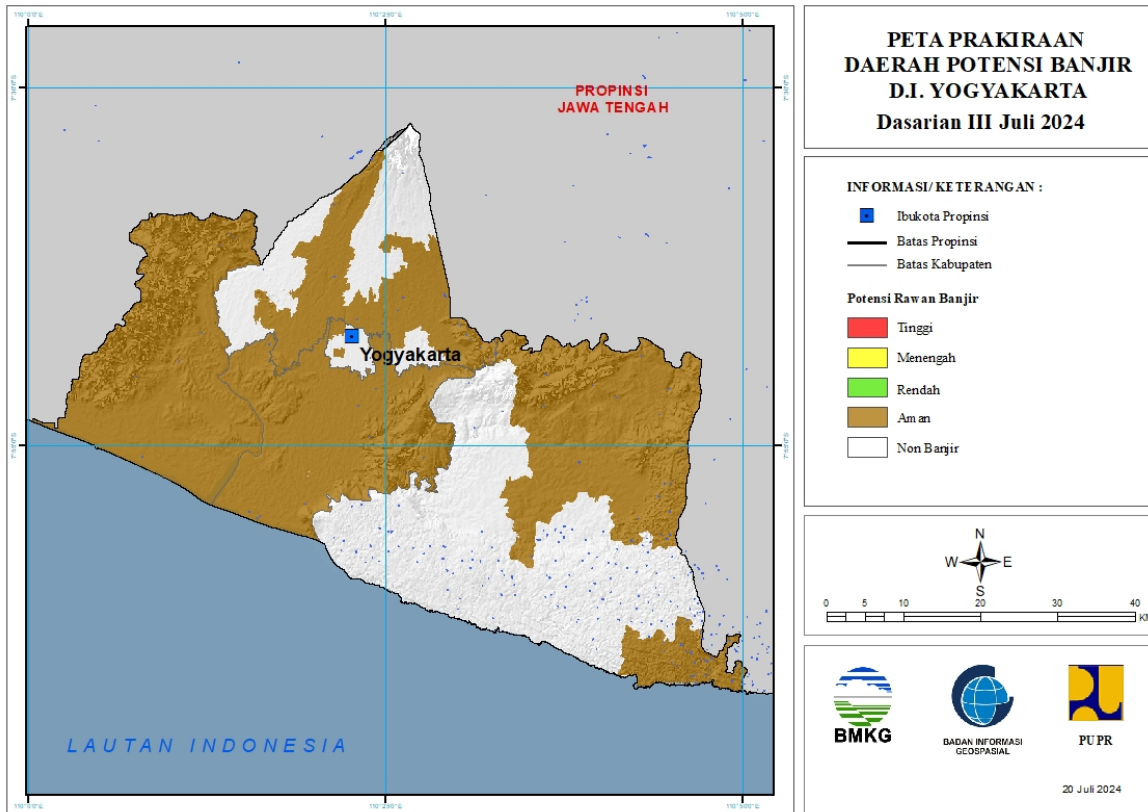 PETA PRAKIRAAN
DAERAH POTENSI BANJIR
D.I. YOGYAKARTA
Dasarian III Juli 2024
PROPINSI
JAWA TENGAH
Yogyakarta
LAUTAN INDONESIA
INFORMASI/ KETERANGAN :
Ibukota Propinsi
Batas Propinsi
Batas Kabupaten
Potensi Rawan Banjir
Tinggi
Menengah
Rendah
Aman
Non Banjir
N
W E
S
0 5 10 20 30 40
KM
BMKG
BADAN INFORMASI
GEOSPASIAL
PUPR
20 Juli 2024